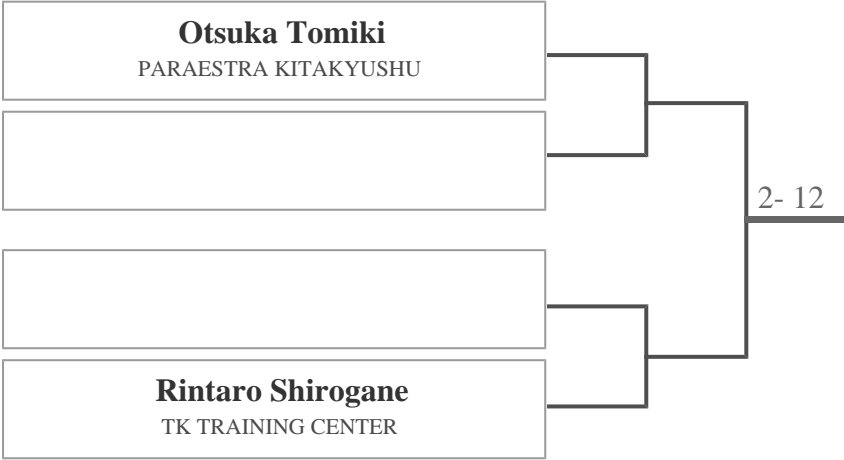 Otsuka Tomiki
PARAESTRA KITAKYUSHU
2- 12
Rintaro Shirogane
TK TRAINING CENTER